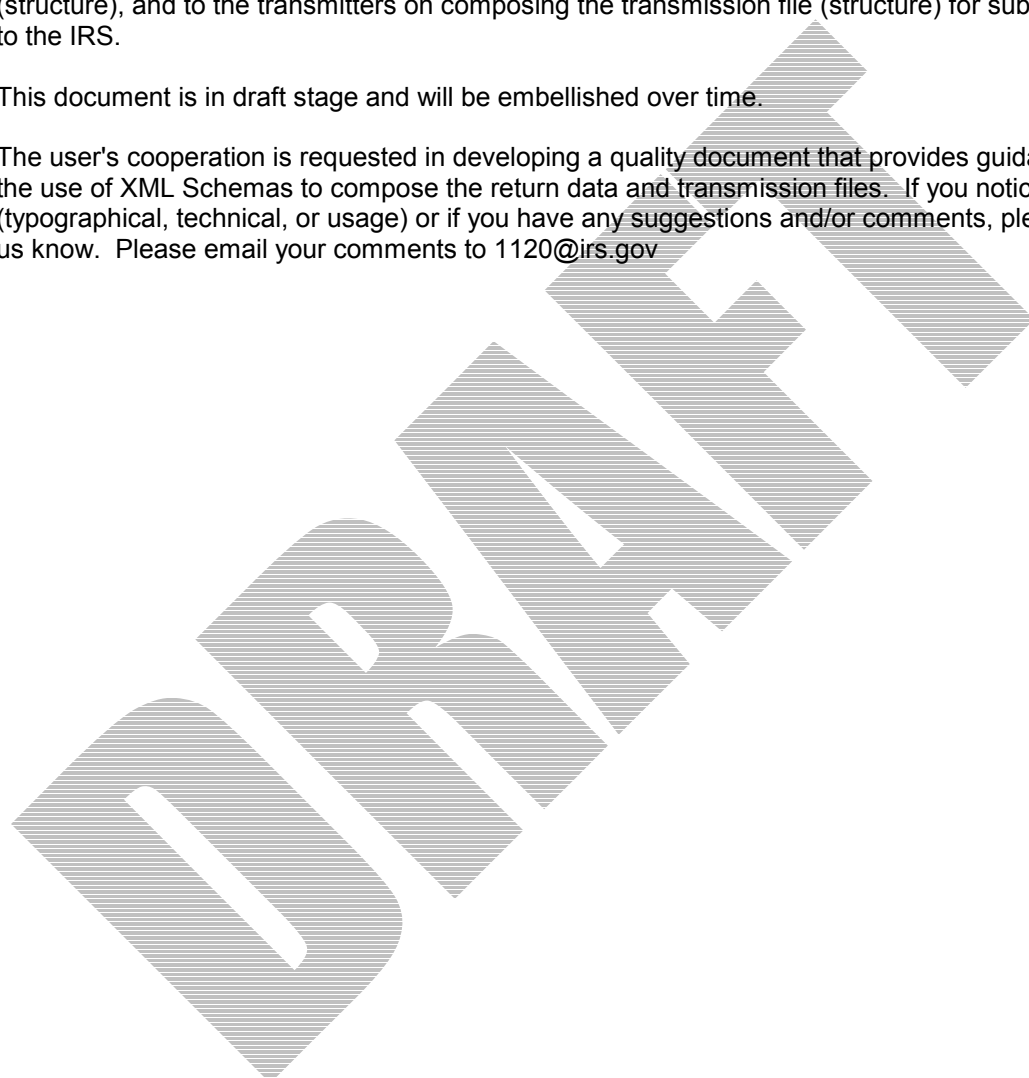 (structure), and to the transmitters on composing the transmission file (structure) for sub
to the IRS.
This document is in draft stage and will be embellished over time.
The user's cooperation is requested in developing a quality document that provides guida
the use of XML Schemas to compose the return data and transmission files.  If you notic
(typographical, technical, or usage) or if you have any suggestions and/or comments, ple
us know.  Please email your comments to 1120@irs.gov
DRAFT